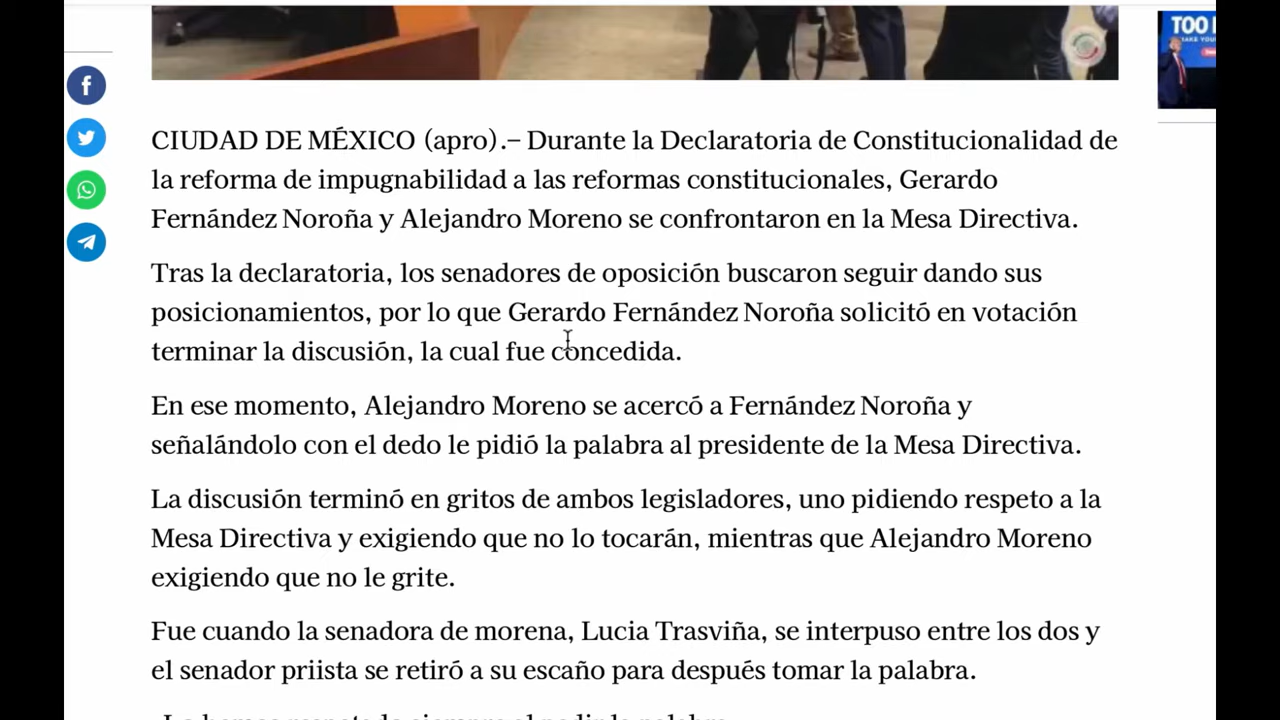 TOO
MAKE YOU
CIUDAD DE MÉXICO (apro).– Durante la Declaratoria de Constitucionalidad de
la reforma de impugnabilidad a las reformas constitucionales, Gerardo
Fernández Noroña y Alejandro Moreno se confrontaron en la Mesa Directiva.
Tras la declaratoria, los senadores de oposición buscaron seguir dando sus
posicionamientos, por lo que Gerardo Fernández Noroña solicitó en votación
terminar la discusión, la cual fue concedida.
En ese momento, Alejandro Moreno se acercó a Fernández Noroña y
señalándolo con el dedo le pidió la palabra al presidente de la Mesa Directiva.
La discusión terminó en gritos de ambos legisladores, uno pidiendo respeto a la
Mesa Directiva y exigiendo que no lo tocarán, mientras que Alejandro Moreno
exigiendo que no le grite.
Fue cuando la senadora de morena, Lucia Trasviña, se interpuso entre los dos y
el senador priista se retiró a su escaño para después tomar la palabra.